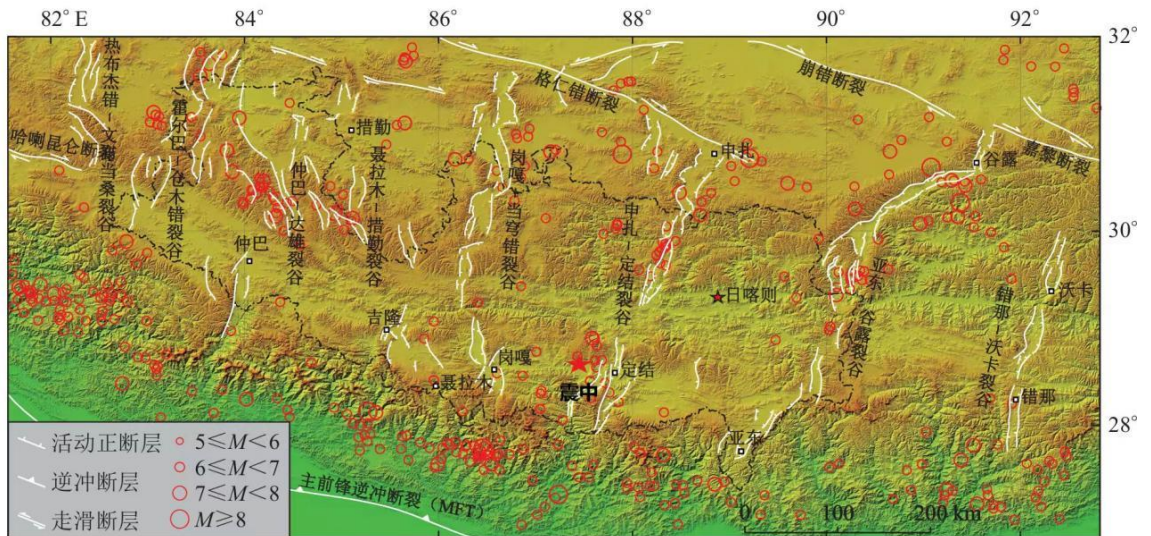 82° E
84°
86°
88°
90°
92°
32°
30°
28°
热布杰错-文部当桑裂谷
霍尔巴-仓木错裂谷
哈喇昆仑断裂
措勤
仲巴
达雄裂谷
聂拉木-措勤裂谷
仲巴
岗嘎-当穹错裂谷
格仁错断裂
崩错断裂
嘉黎断裂
申扎
谷露
申扎-定结裂谷
日喀则
亚东-谷露裂谷
错那-沃卡裂谷
沃卡
吉隆
岗嘎
聂拉木
定结
震中
错那
亚东
主前锋逆冲断裂（MFT）
活动正断层
5≤M<6
逆冲断层
6≤M<7
7≤M<8
走滑断层
M≥8
0 100 200 km